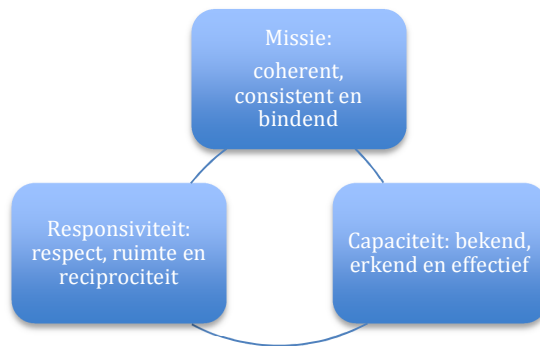 Missie:
coherent,
consistent en
bindend
Responsiviteit:
respect, ruimte en
reciprociteit
Capaciteit: bekend,
erkend en effectief